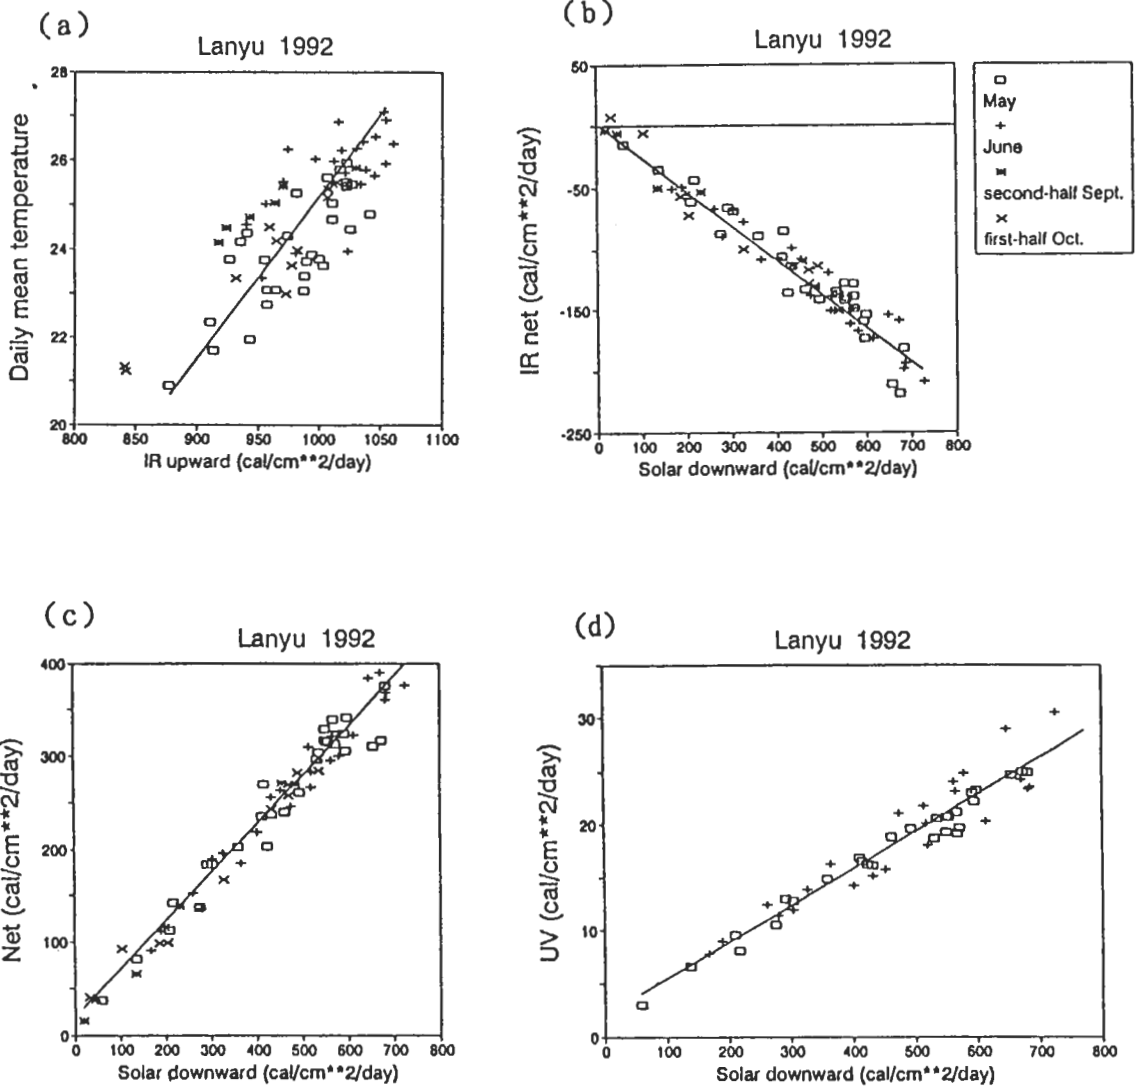 (a)
Lanyu 1992
28
26
24
22
20
Daily mean temperature
800
850
900
950
1000
1050
1100
IR upward (cal/cm**2/day)
(b)
Lanyu 1992
50
-50
-150
-250
IR net (cal/cm**2/day)
0
100
200
300
400
500
600
700
800
Solar downward (cal/cm**2/day)
May
June
second-half Sept.
first-half Oct.
(c)
Lanyu 1992
400
300
200
100
0
Net (cal/cm**2/day)
0
100
200
300
400
500
600
700
800
Solar downward (cal/cm**2/day)
(d)
Lanyu 1992
30
20
10
0
UV (cal/cm**2/day)
0
100
200
300
400
500
600
700
800
Solar downward (cal/cm**2/day)